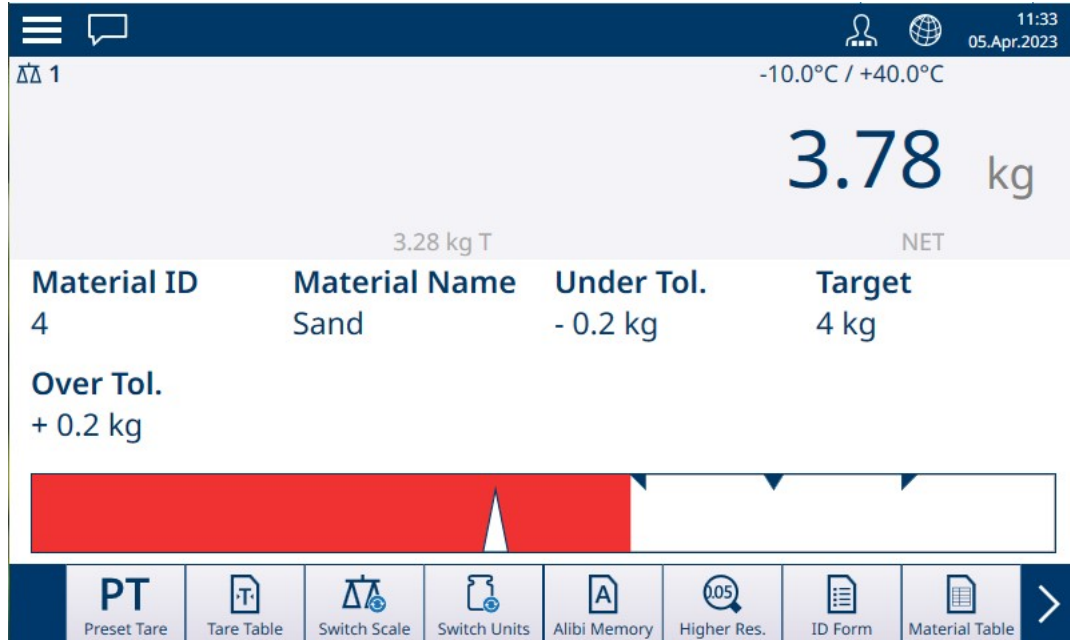 11:33
05.Apr.2023
1
-10.0°C / +40.0°C
3.78 kg
3.28 kg T
NET
Material ID
Material Name
Under Tol.
Target
4
Sand
- 0.2 kg
4 kg
Over Tol.
+ 0.2 kg
PT
T
A
0.05
Preset Tare
Tare Table
Switch Scale
Switch Units
Alibi Memory
Higher Res.
ID Form
Material Table